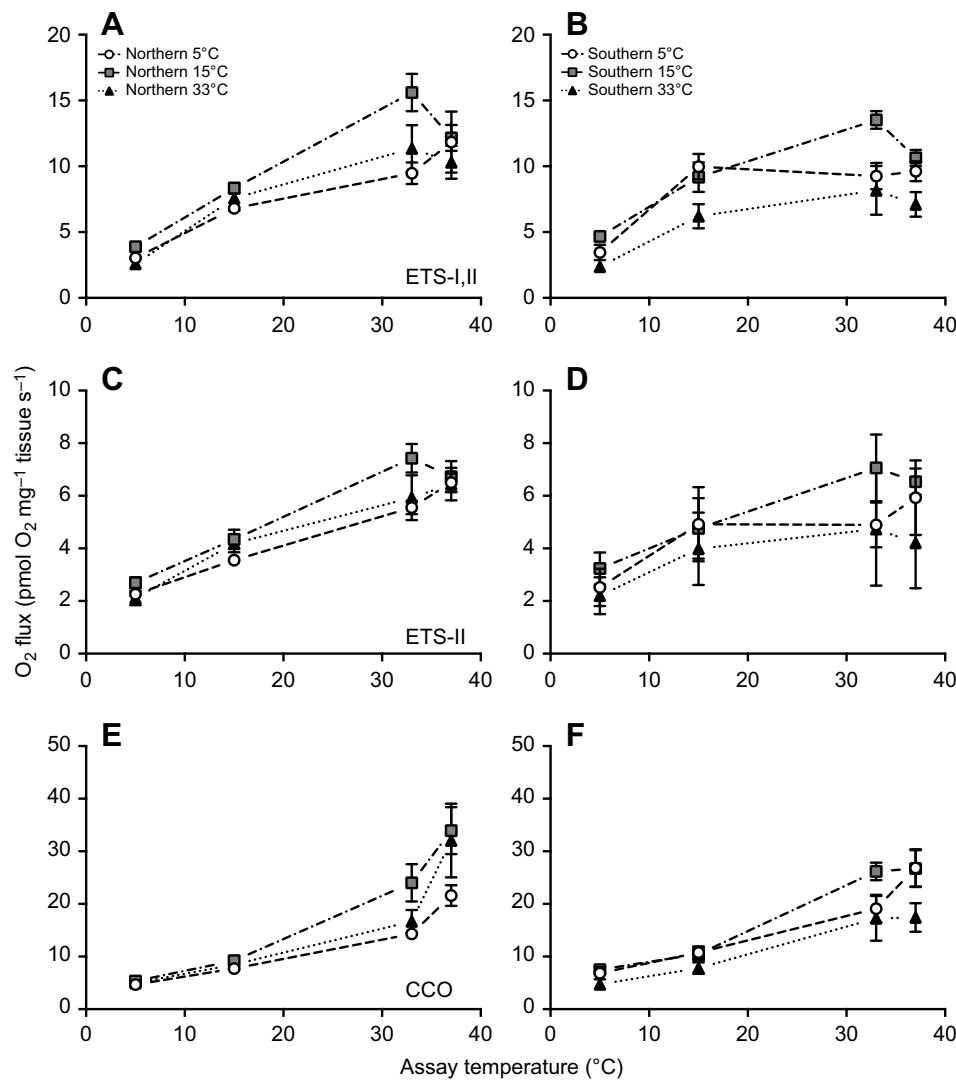 A
20
15
10
5
0
Northern 5°C
Northern 15°C
Northern 33°C
ETS-I,II
0 10 20 30 40
B
20
15
10
5
0
Southern 5°C
Southern 15°C
Southern 33°C
0 10 20 30 40
C
10
8
6
4
2
0
ETS-II
0 10 20 30 40
D
10
8
6
4
2
0
0 10 20 30 40
E
50
40
30
20
10
0
CCO
0 10 20 30 40
F
50
40
30
20
10
0
0 10 20 30 40
O₂ flux (pmol O₂ mg⁻¹ tissue s⁻¹)
Assay temperature (°C)